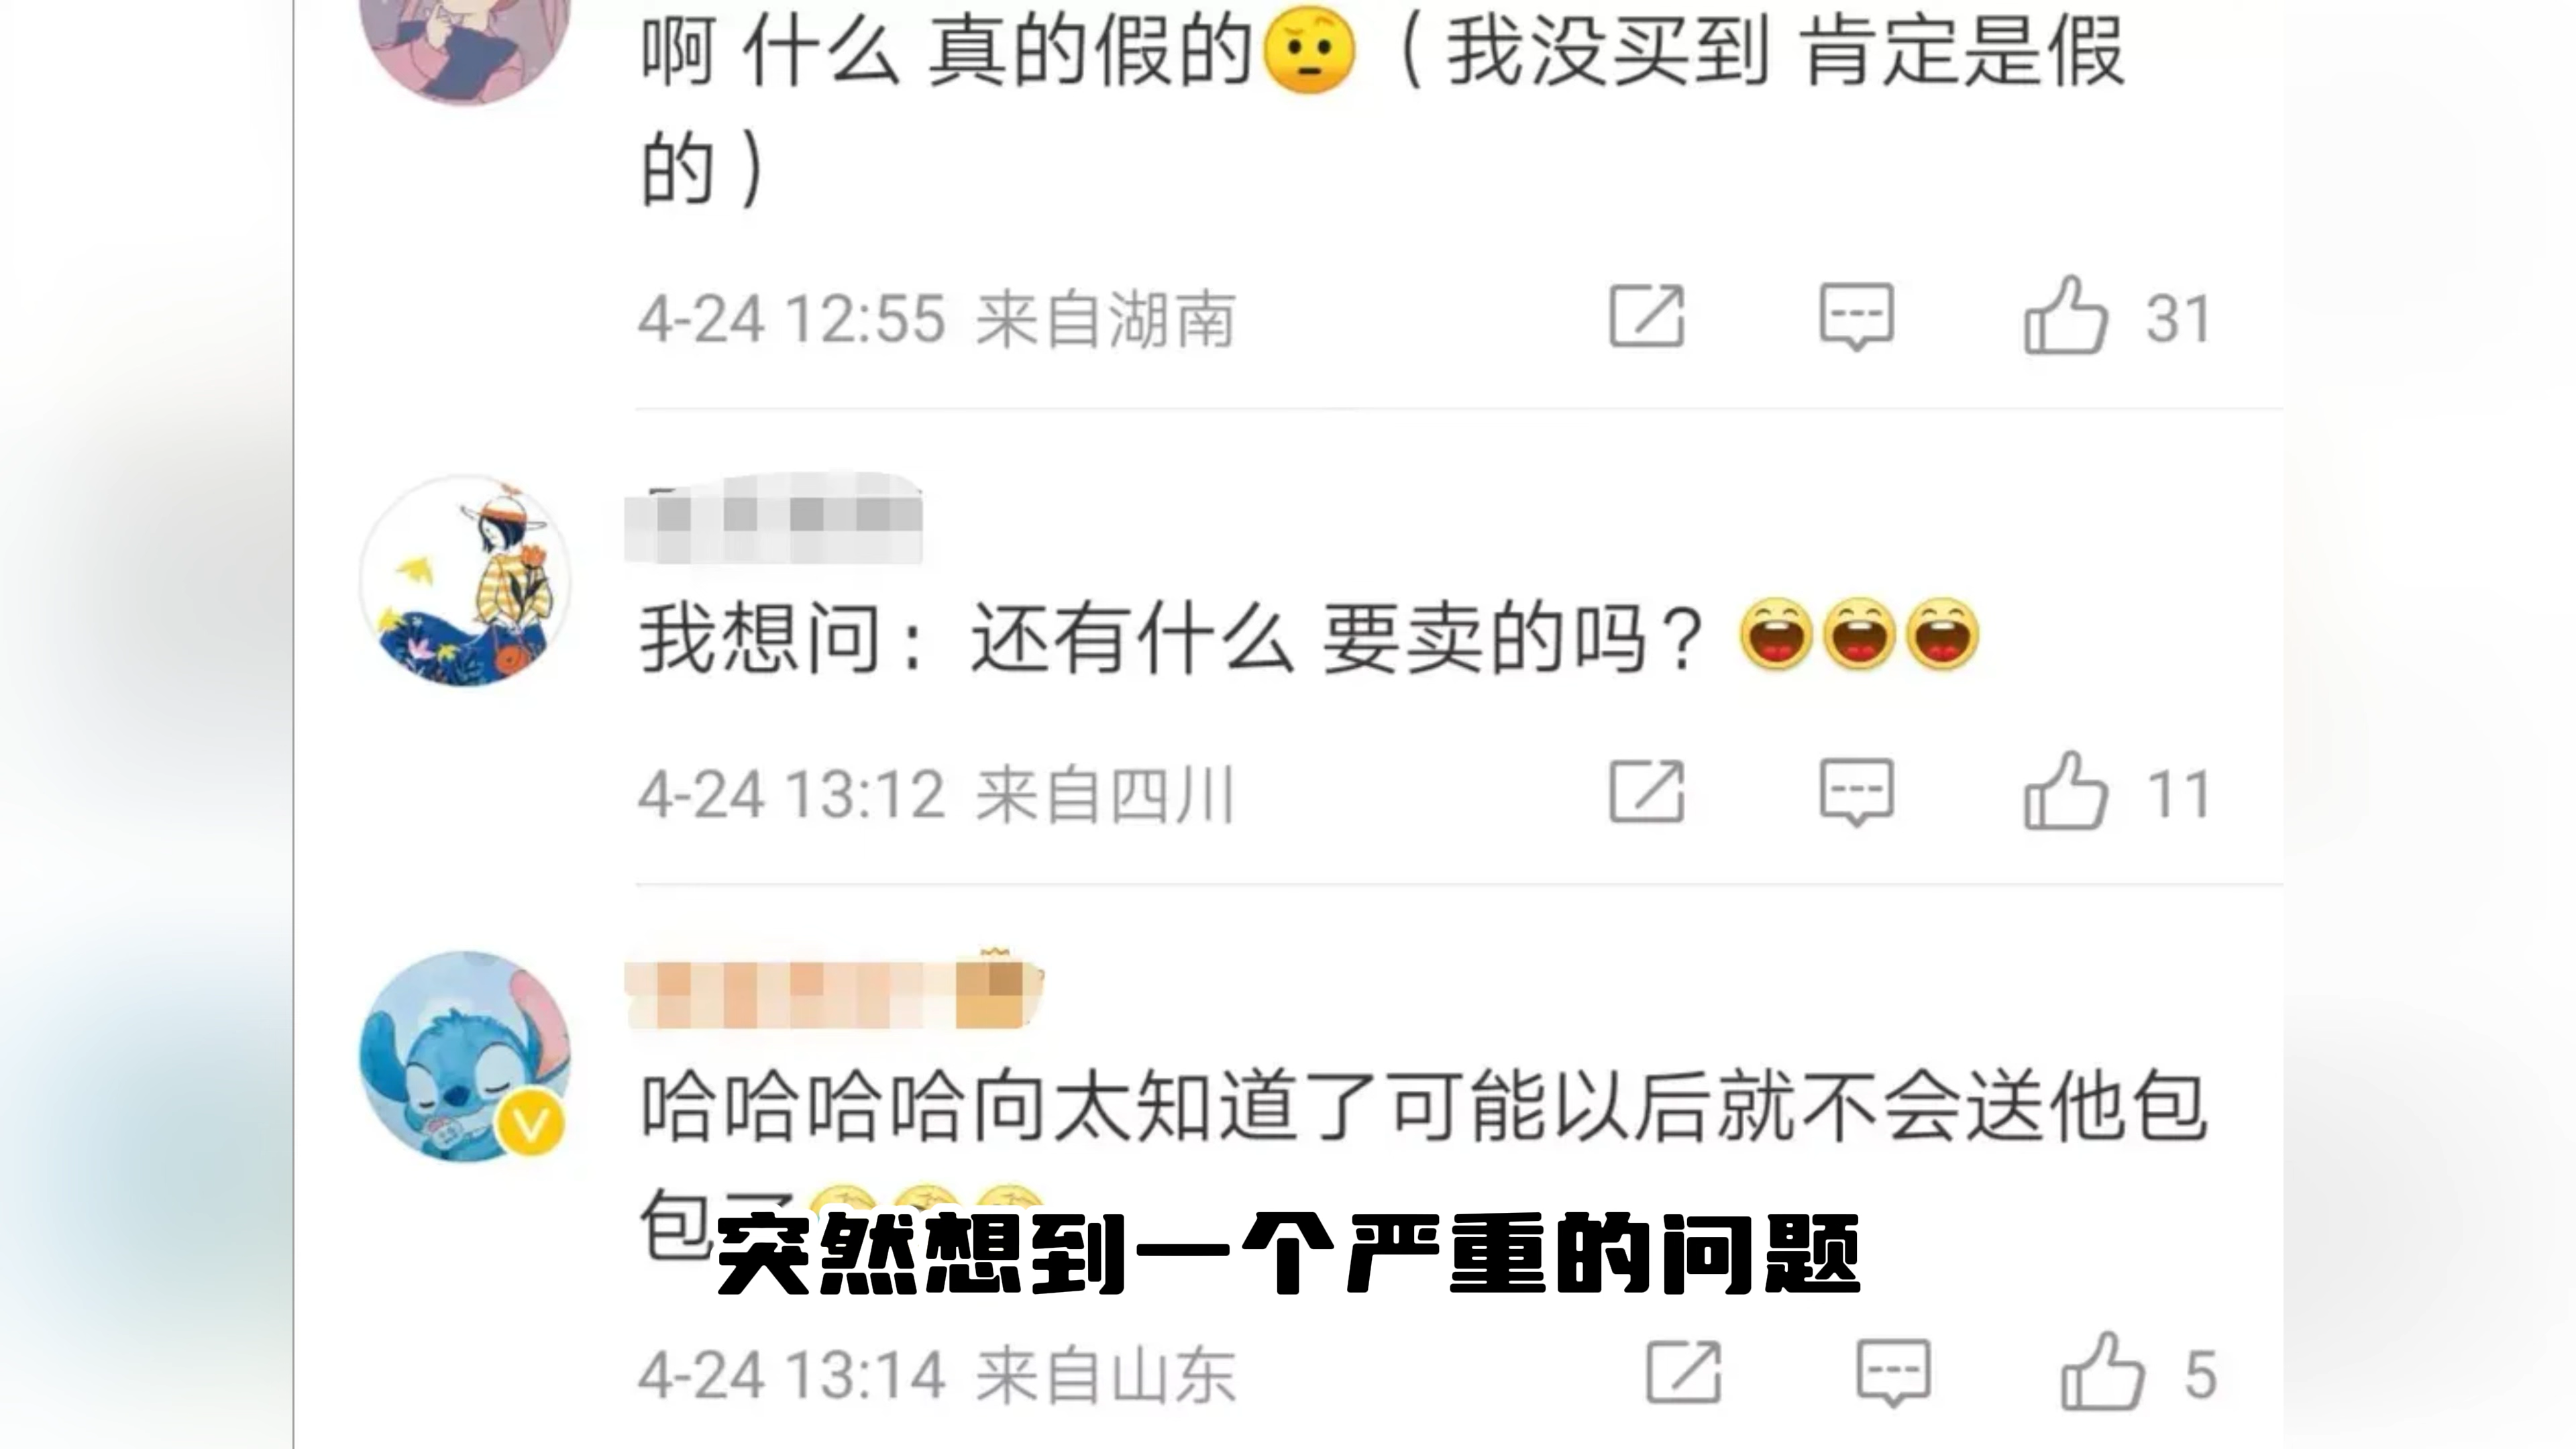 啊 什么 真的假的🤨（我没买到 肯定是假
的）
4-24 12:55 来自湖南 31
我想问：还有什么 要卖的吗？😄😄😄
4-24 13:12 来自四川 11
哈哈哈哈向太知道了可能以后就不会送他包
包了
突然想到一个严重的问题
4-24 13:14 来自山东 5